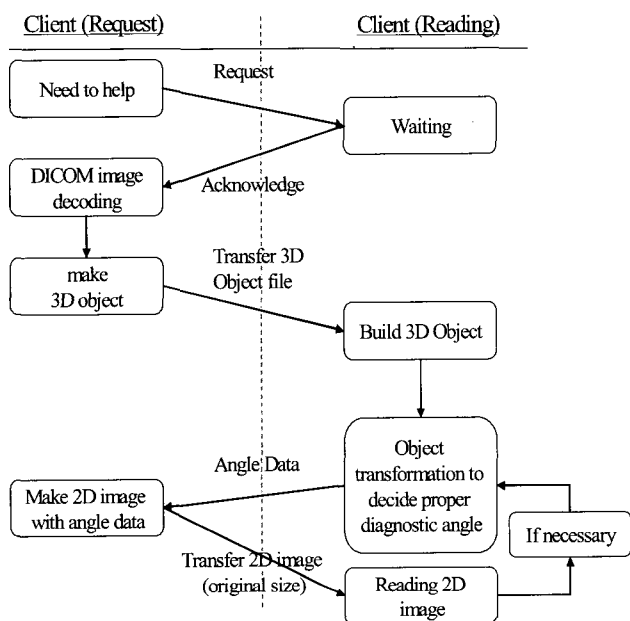 Client (Request)
Client (Reading)
Request
Need to help
Waiting
DICOM image
decoding
Acknowledge
Transfer 3D
Object file
make
3D object
Build 3D Object
Angle Data
Object
transformation to
decide proper
diagnostic angle
Make 2D image
with angle data
If necessary
Transfer 2D image
(original size)
Reading 2D
image